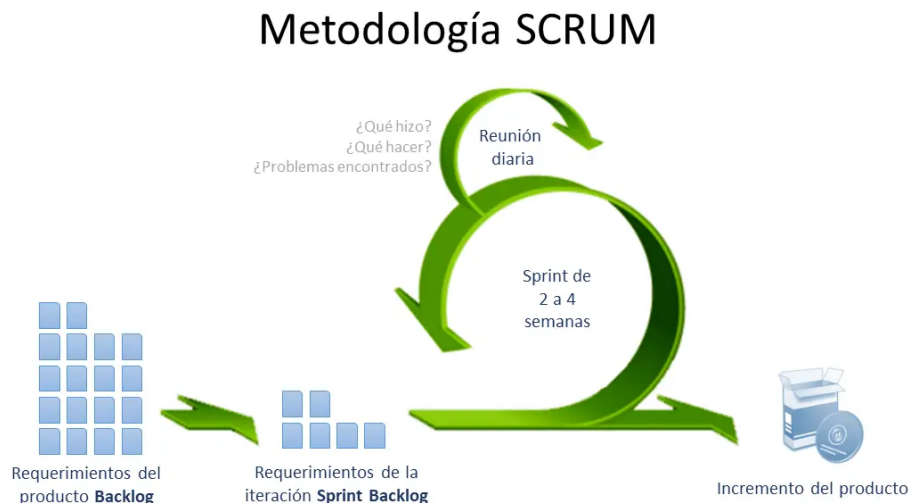 Metodología SCRUM
¿Qué hizo?
¿Qué hacer?
¿Problemas encontrados?
Reunión
diaria
Sprint de
2 a 4
semanas
Requerimientos del
producto Backlog
Requerimientos de la
iteración Sprint Backlog
Incremento del producto